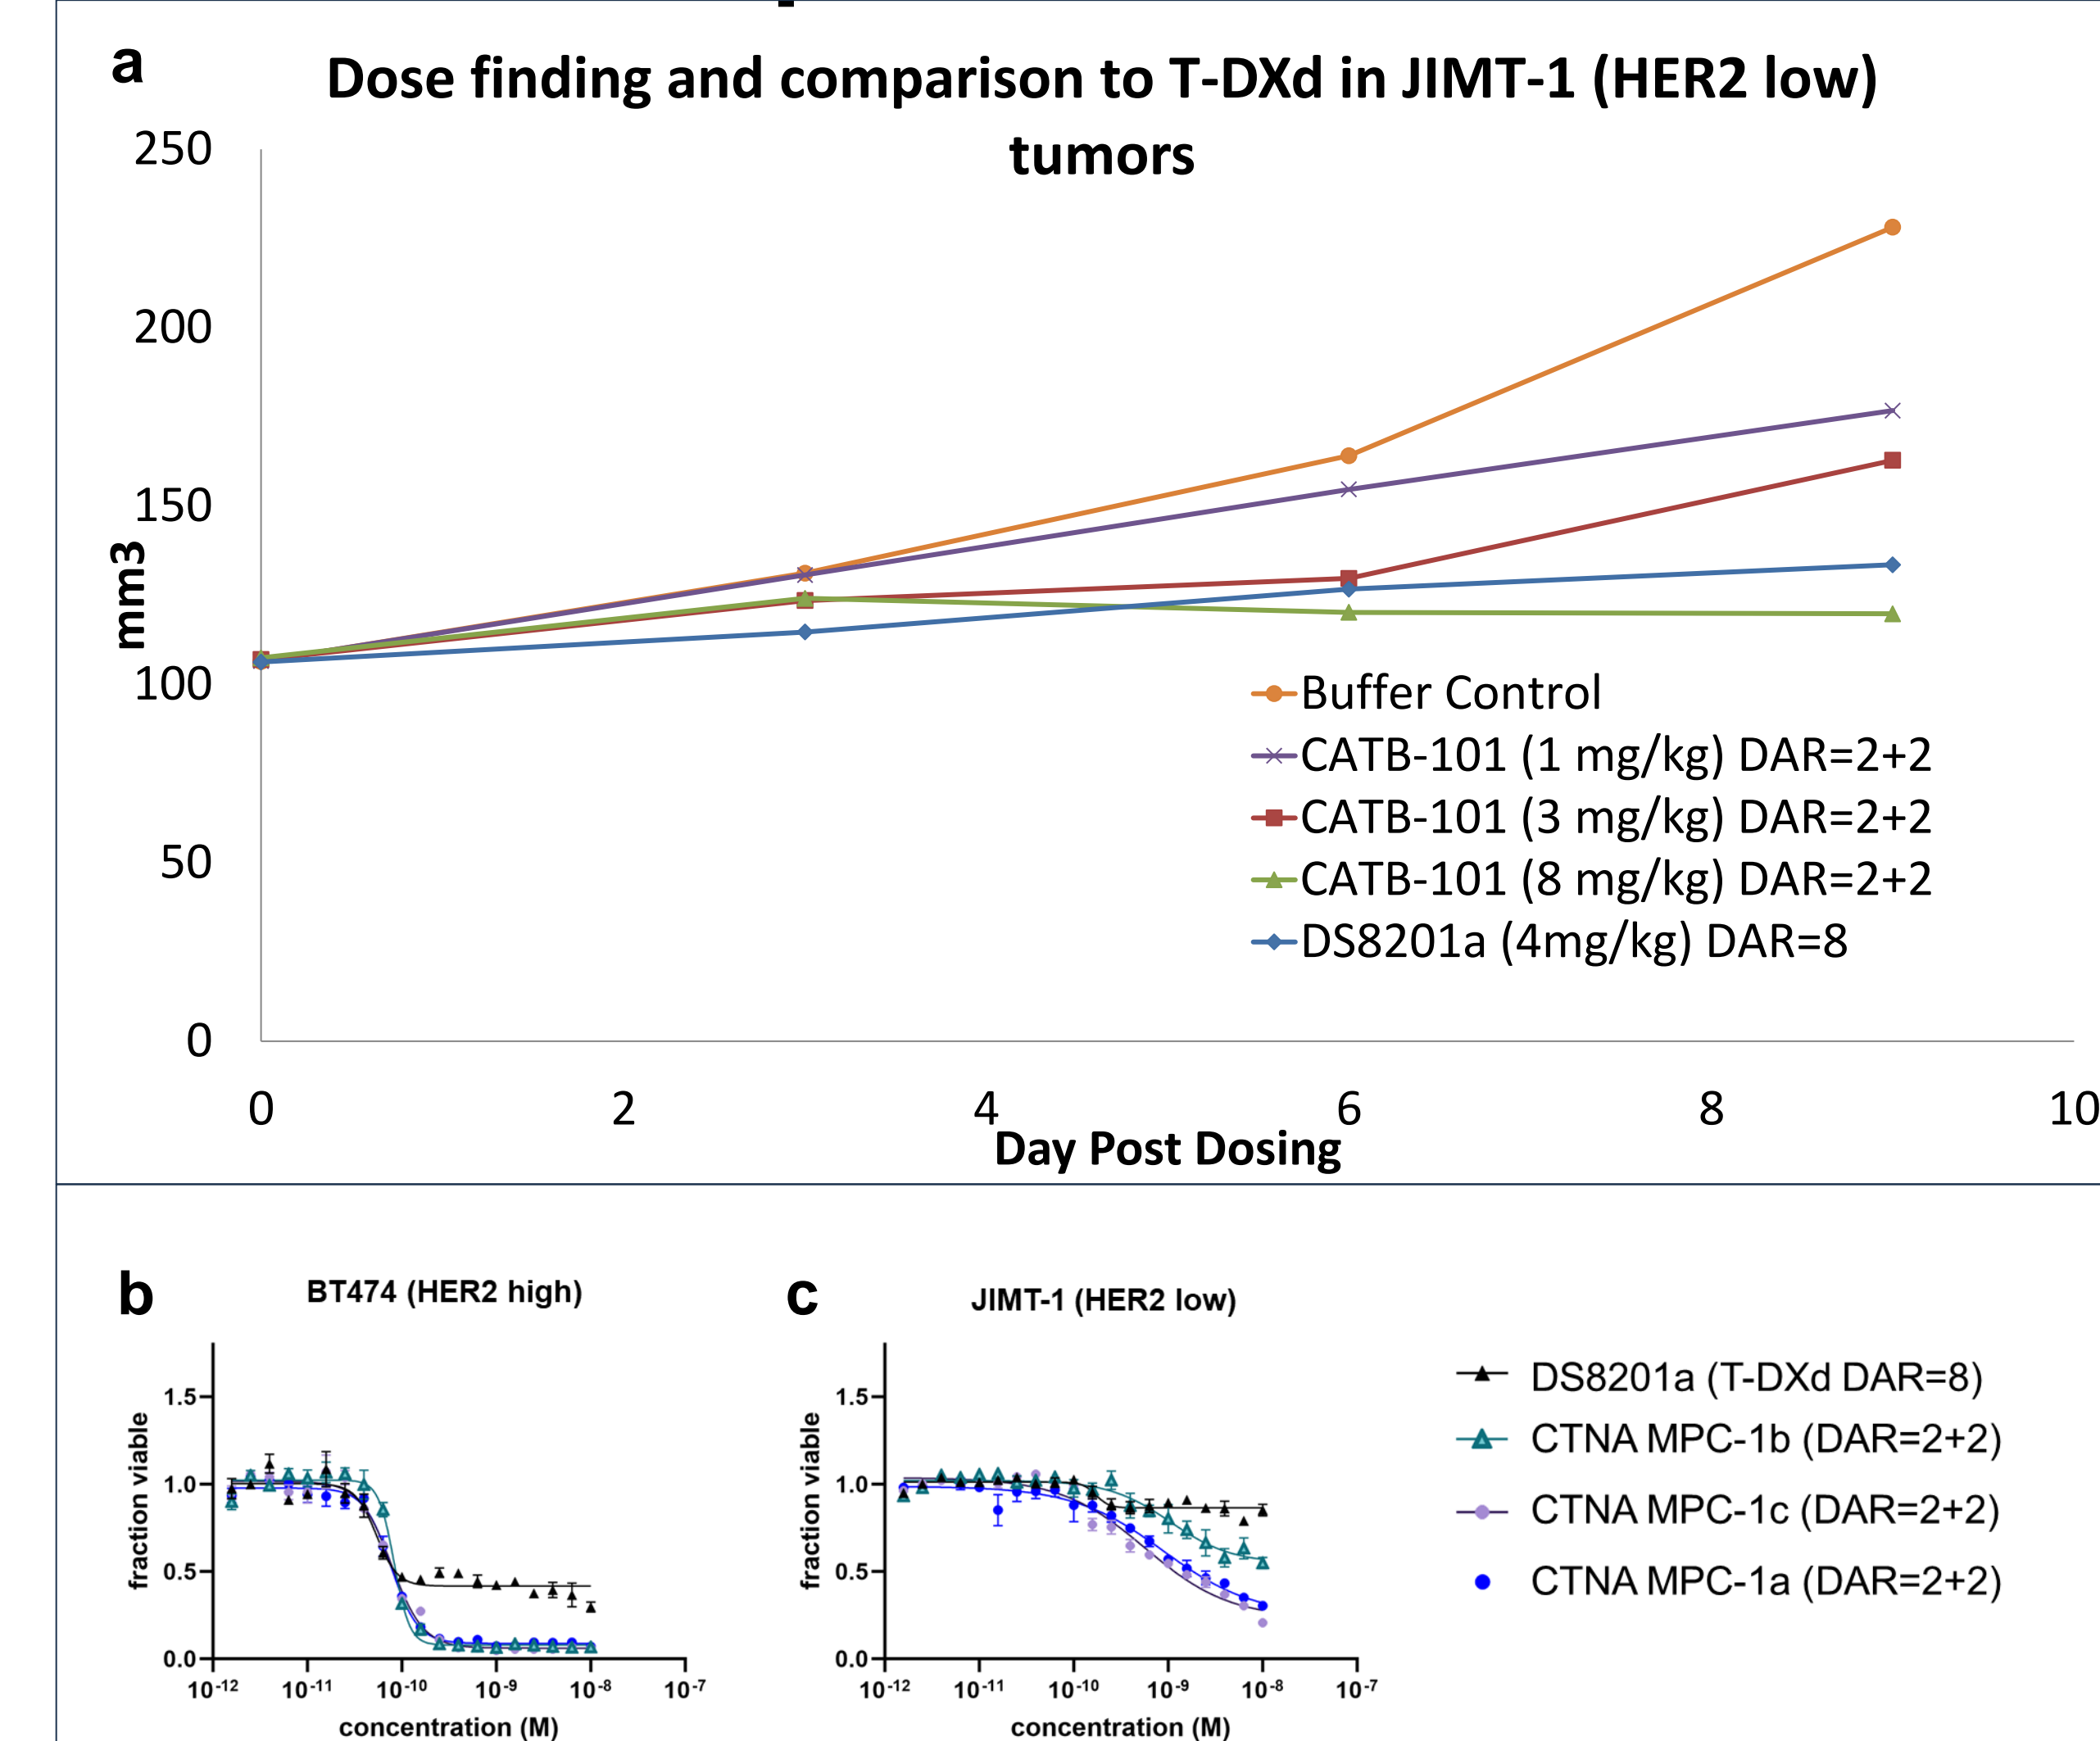 a
Dose finding and comparison to T-DXd in JIMT-1 (HER2 low)
tumors
250
200
150
100
50
0
mm3
Buffer Control
CATB-101 (1 mg/kg) DAR=2+2
CATB-101 (3 mg/kg) DAR=2+2
CATB-101 (8 mg/kg) DAR=2+2
DS8201a (4mg/kg) DAR=8
0 2 4 6 8 10
Day Post Dosing
b
BT474 (HER2 high)
fraction viable
1.5
1.0
0.5
0.0
10-12 10-11 10-10 10-9 10-8 10-7
concentration (M)
c
JIMT-1 (HER2 low)
fraction viable
1.5
1.0
0.5
0.0
10-12 10-11 10-10 10-9 10-8 10-7
concentration (M)
DS8201a (T-DXd DAR=8)
CTNA MPC-1b (DAR=2+2)
CTNA MPC-1c (DAR=2+2)
CTNA MPC-1a (DAR=2+2)